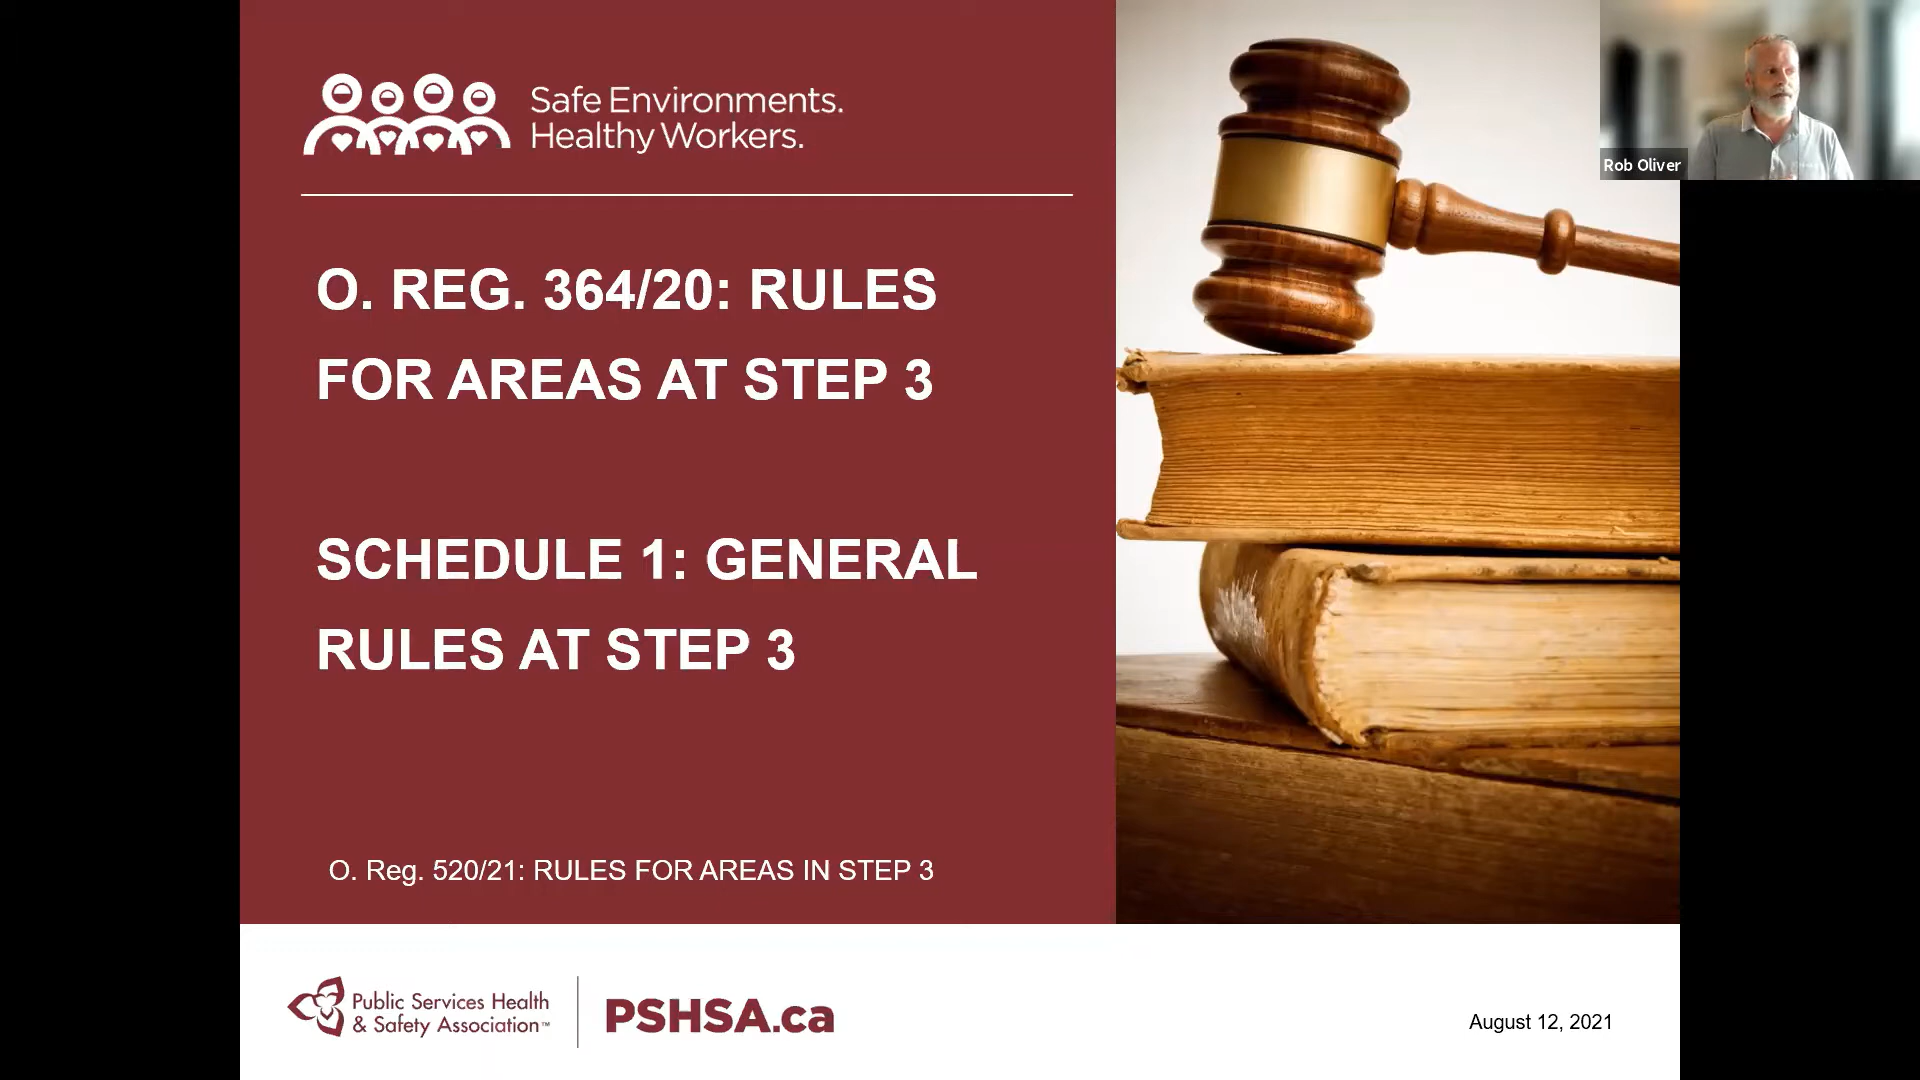 Safe Environments.
Healthy Workers.
Rob Oliver
O. REG. 364/20: RULES
FOR AREAS AT STEP 3
SCHEDULE 1: GENERAL
RULES AT STEP 3
O. Reg. 520/21: RULES FOR AREAS IN STEP 3
Public Services Health
& Safety Association™
PSHSA.ca
August 12, 2021